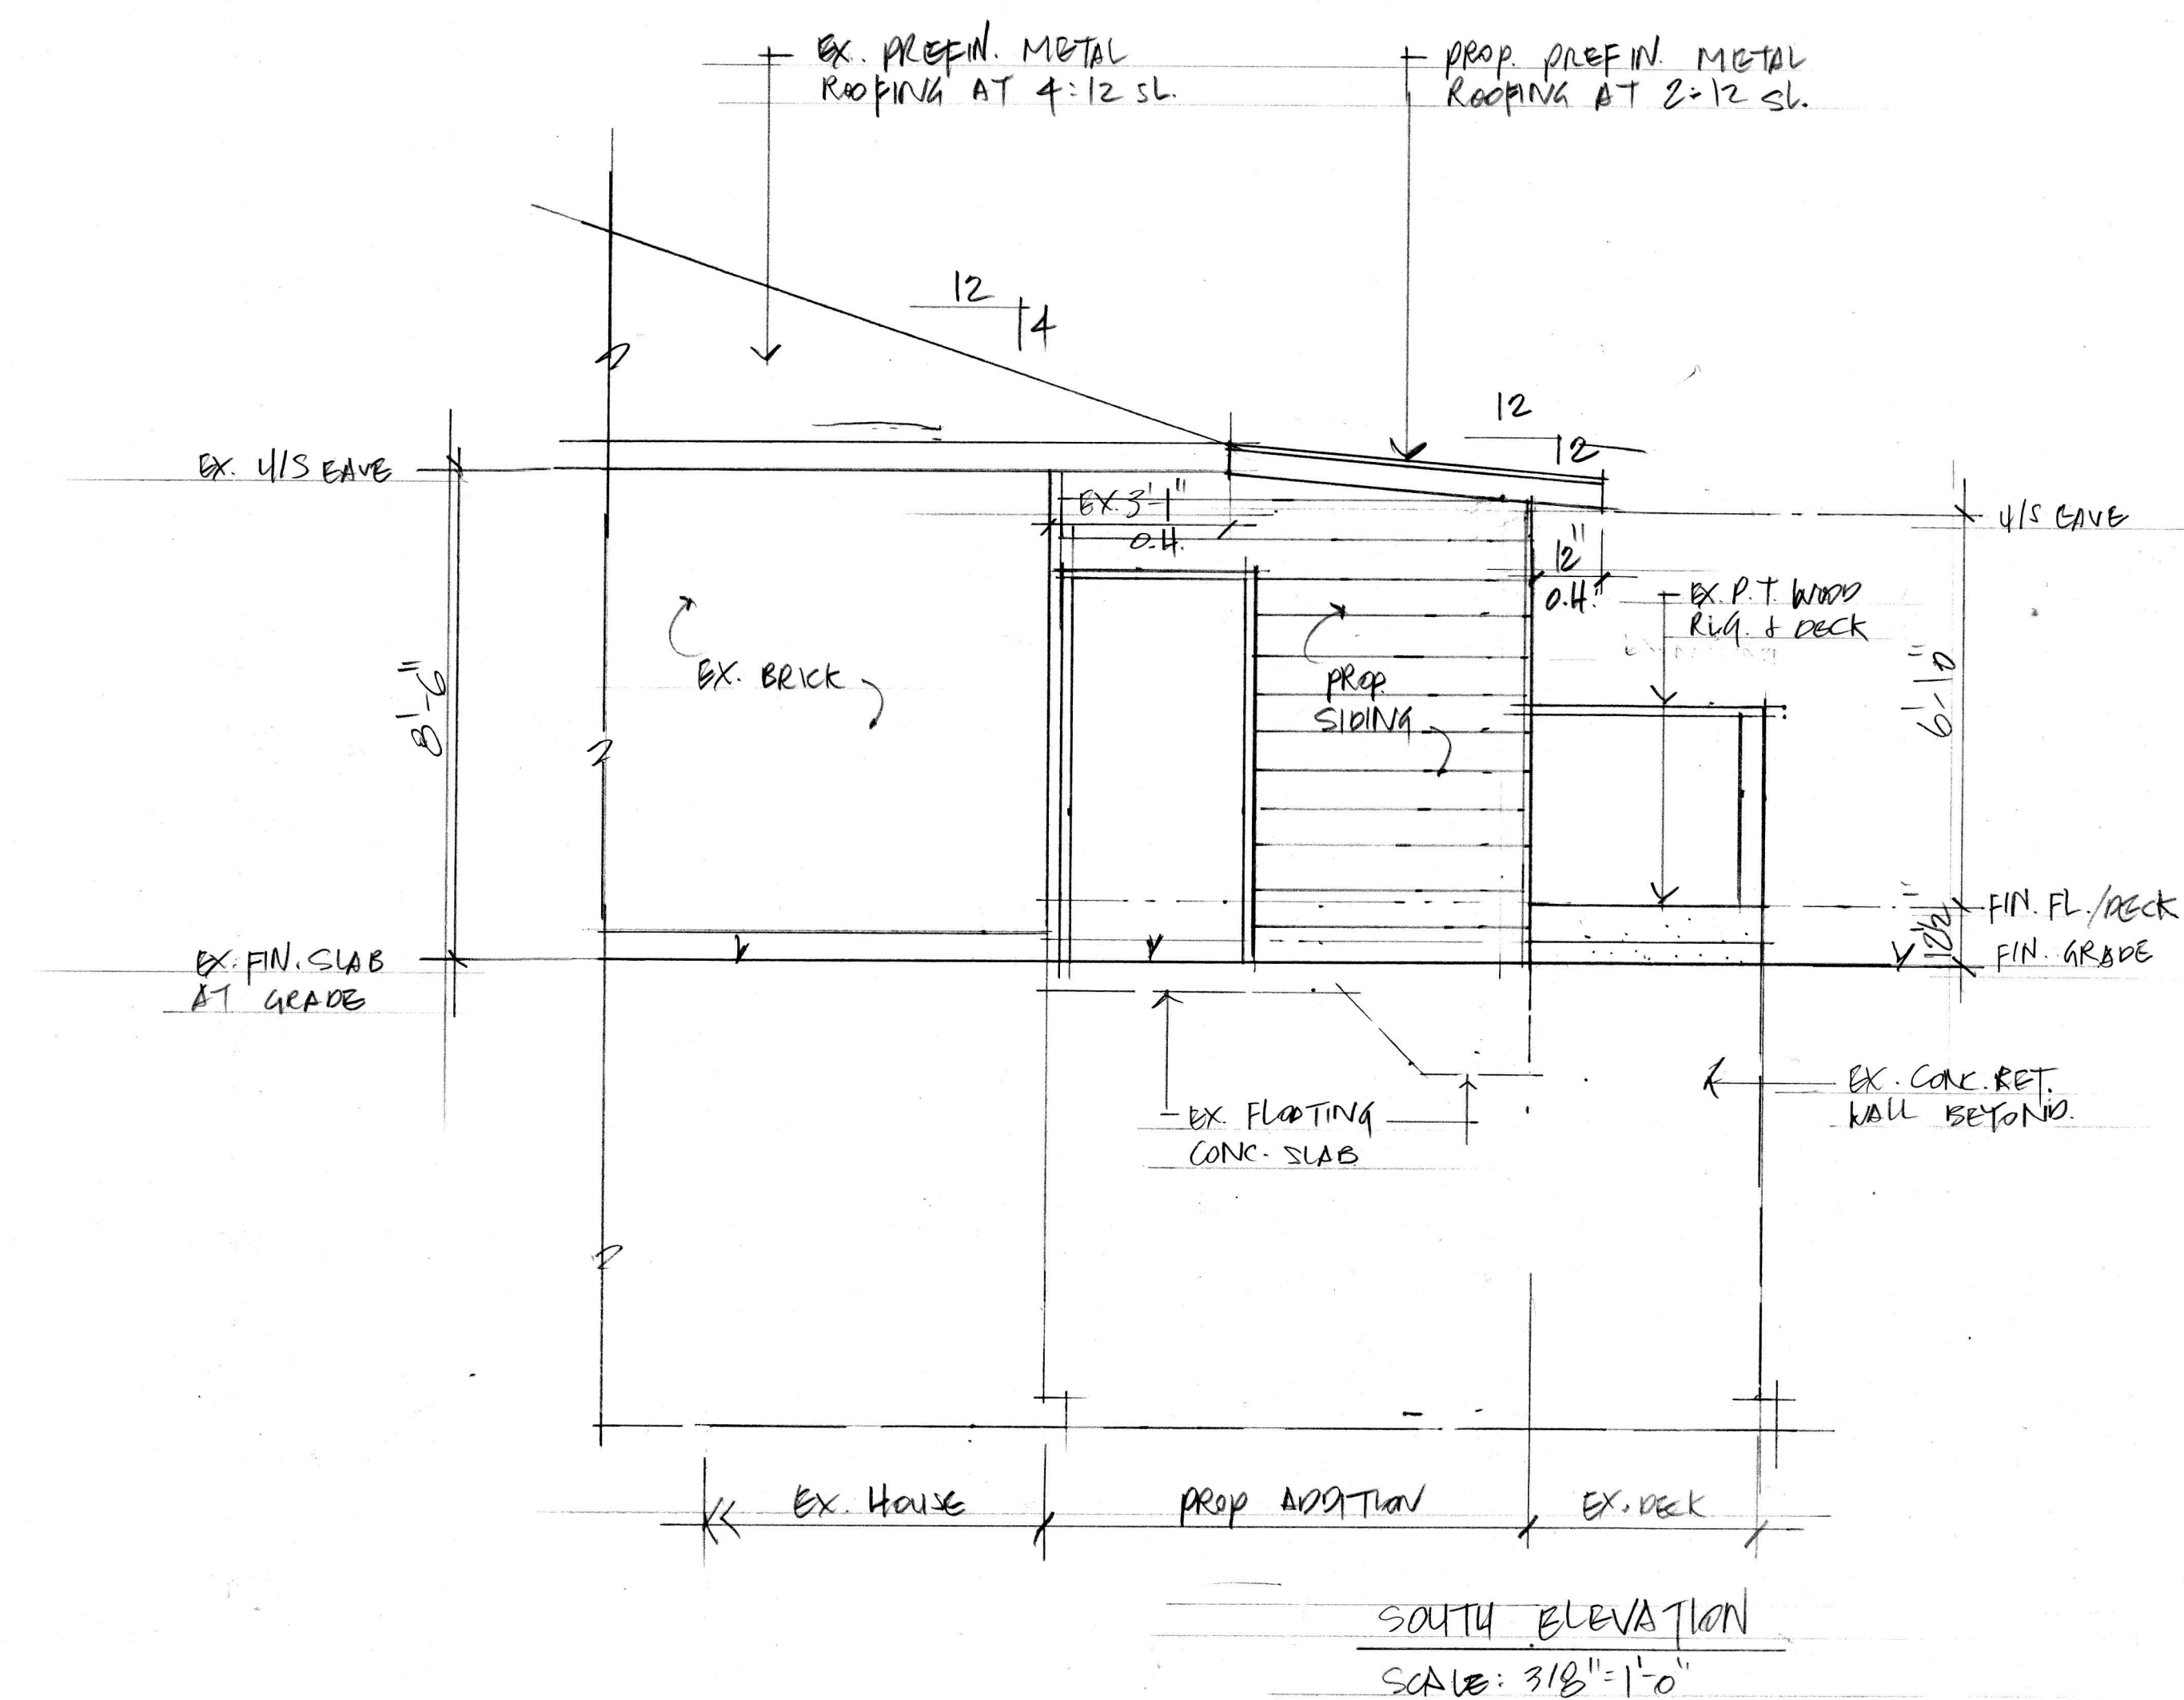 EX. PREFIN. METAL
ROOFING AT 4:12 SL.
PROP. PREFIN. METAL
ROOFING AT 2:12 SL.
12
4
12
12
EX. U/S EAVE
EX. 3'-1"
O.H.
U/S EAVE
12"
O.H."
EX. P.T. WOOD
RLG. & DECK
EX. BRICK
PROP.
SIDING
8'-6"
6'-10"
FIN. FL./DECK
12½"
FIN. GRADE
EX. FIN. SLAB
AT GRADE
EX. CONC. RET.
WALL BEYOND.
EX. FLOATING
CONC. SLAB
EX. HOUSE
PROP ADDITION
EX. DECK
SOUTH ELEVATION
SCALE: 3/8"=1'-0"